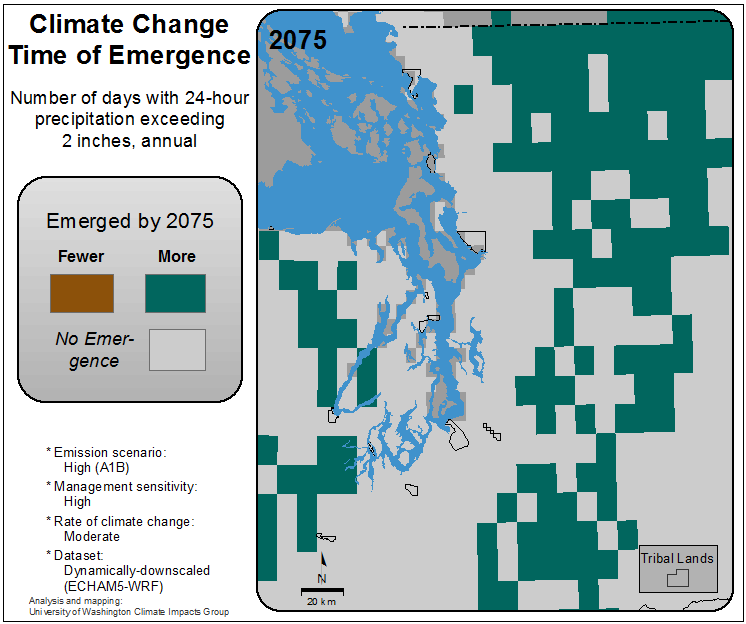 Climate Change
Time of Emergence
Number of days with 24-hour
precipitation exceeding
2 inches, annual
Emerged by 2075
Fewer
More
No Emer-
gence
* Emission scenario:
High (A1B)
* Management sensitivity:
High
* Rate of climate change:
Moderate
* Dataset:
Dynamically-downscaled
(ECHAM5-WRF)
Analysis and mapping:
University of Washington Climate Impacts Group
2075
N
20 km
Tribal Lands